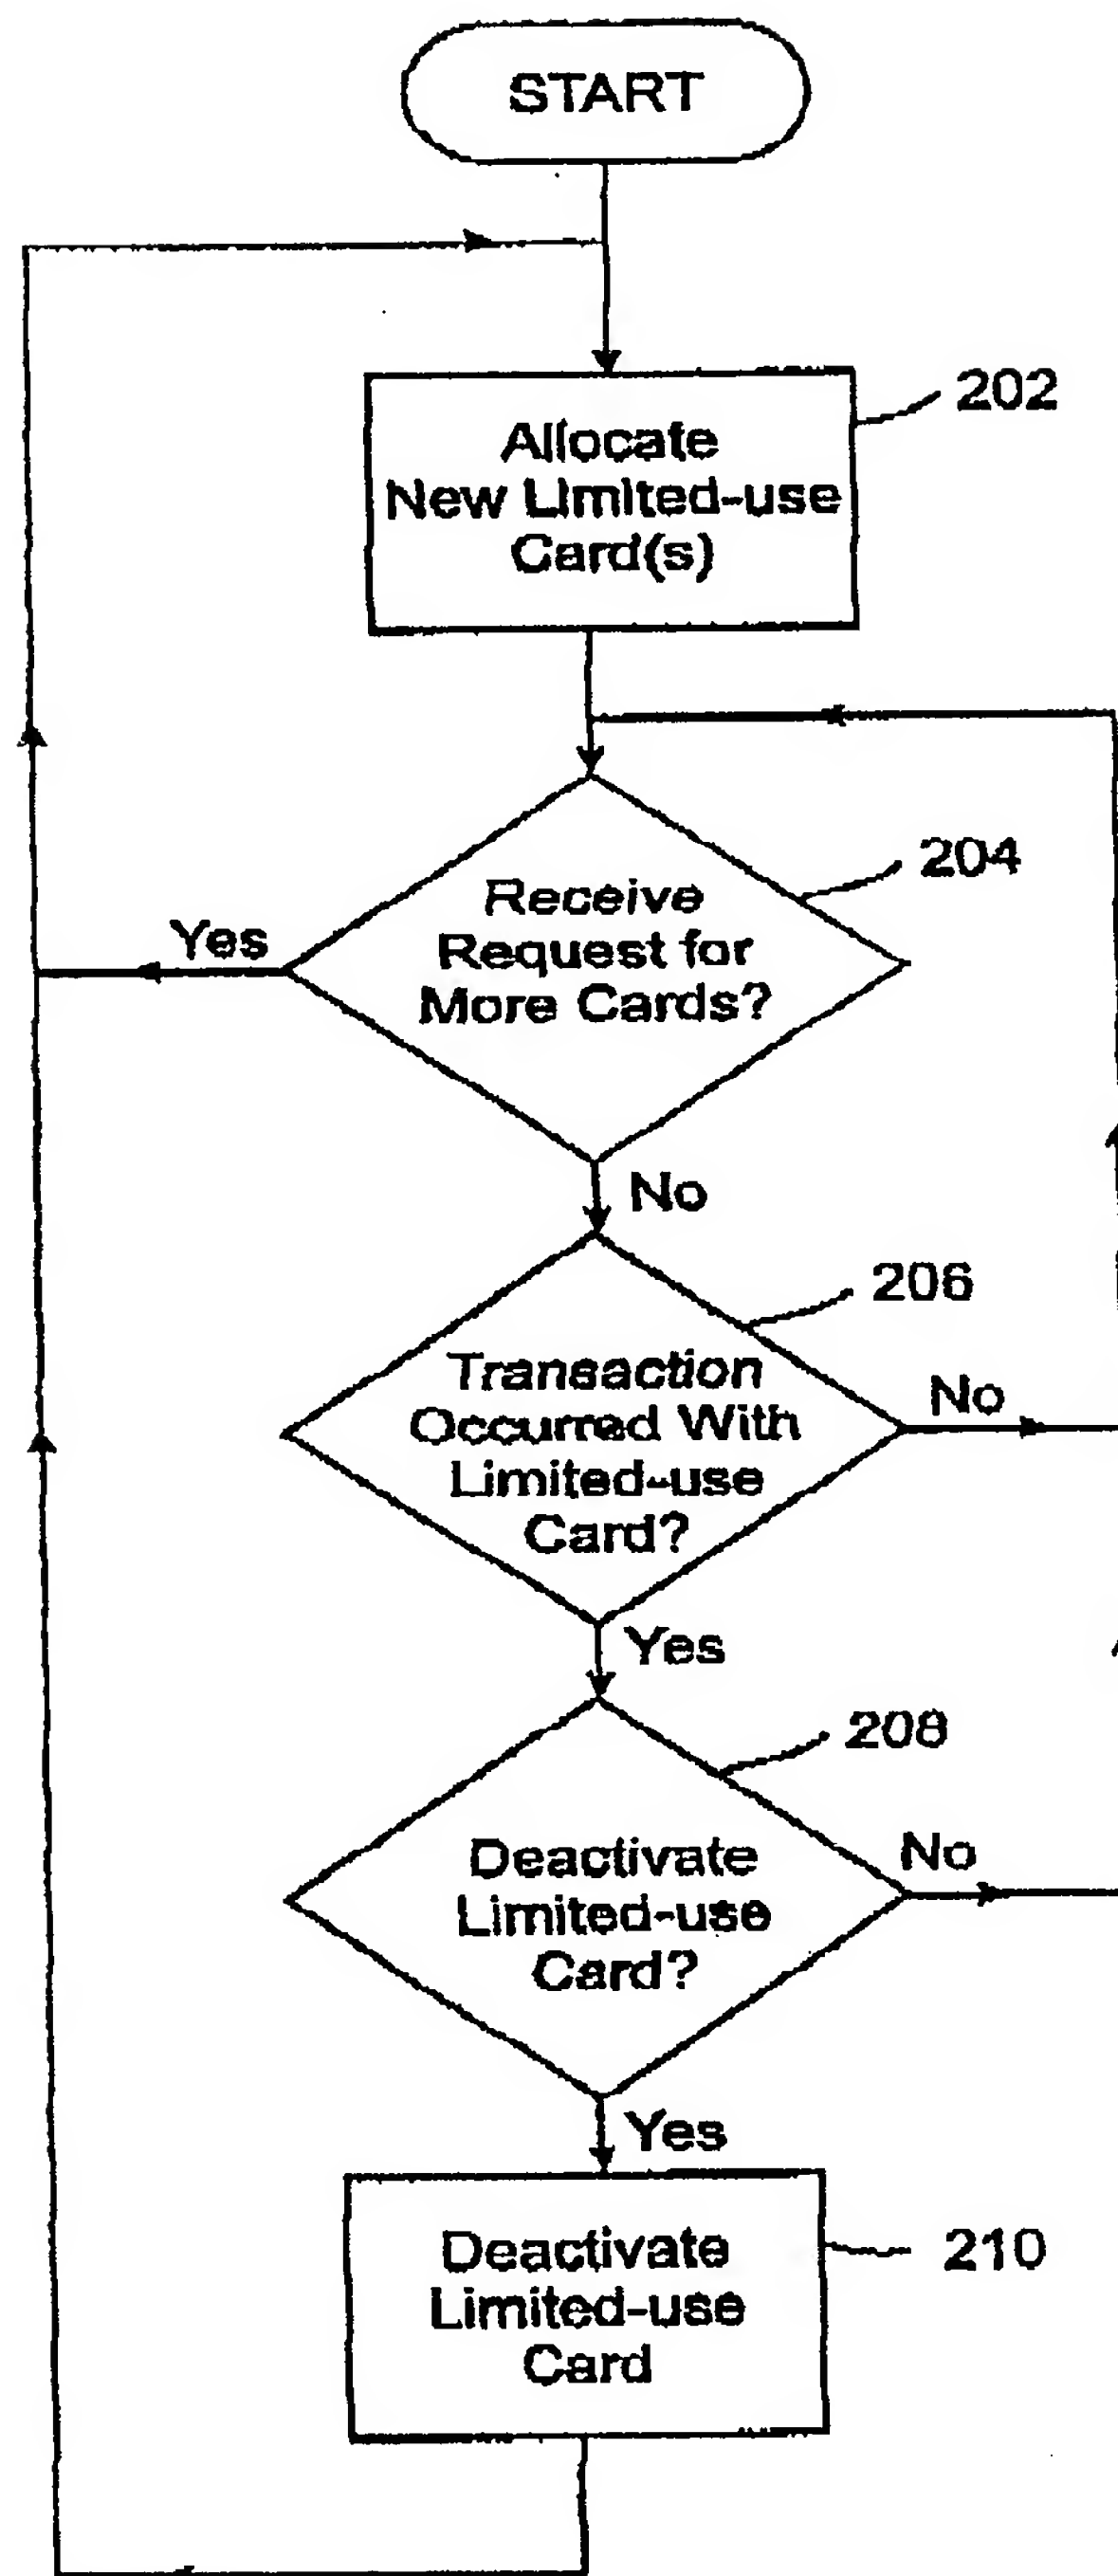 START
202
Allocate
New Limited-use
Card(s)
204
Receive
Request for
More Cards?
Yes
No
206
Transaction
Occurred With
Limited-use
Card?
No
Yes
208
Deactivate
Limited-use
Card?
No
Yes
210
Deactivate
Limited-use
Card